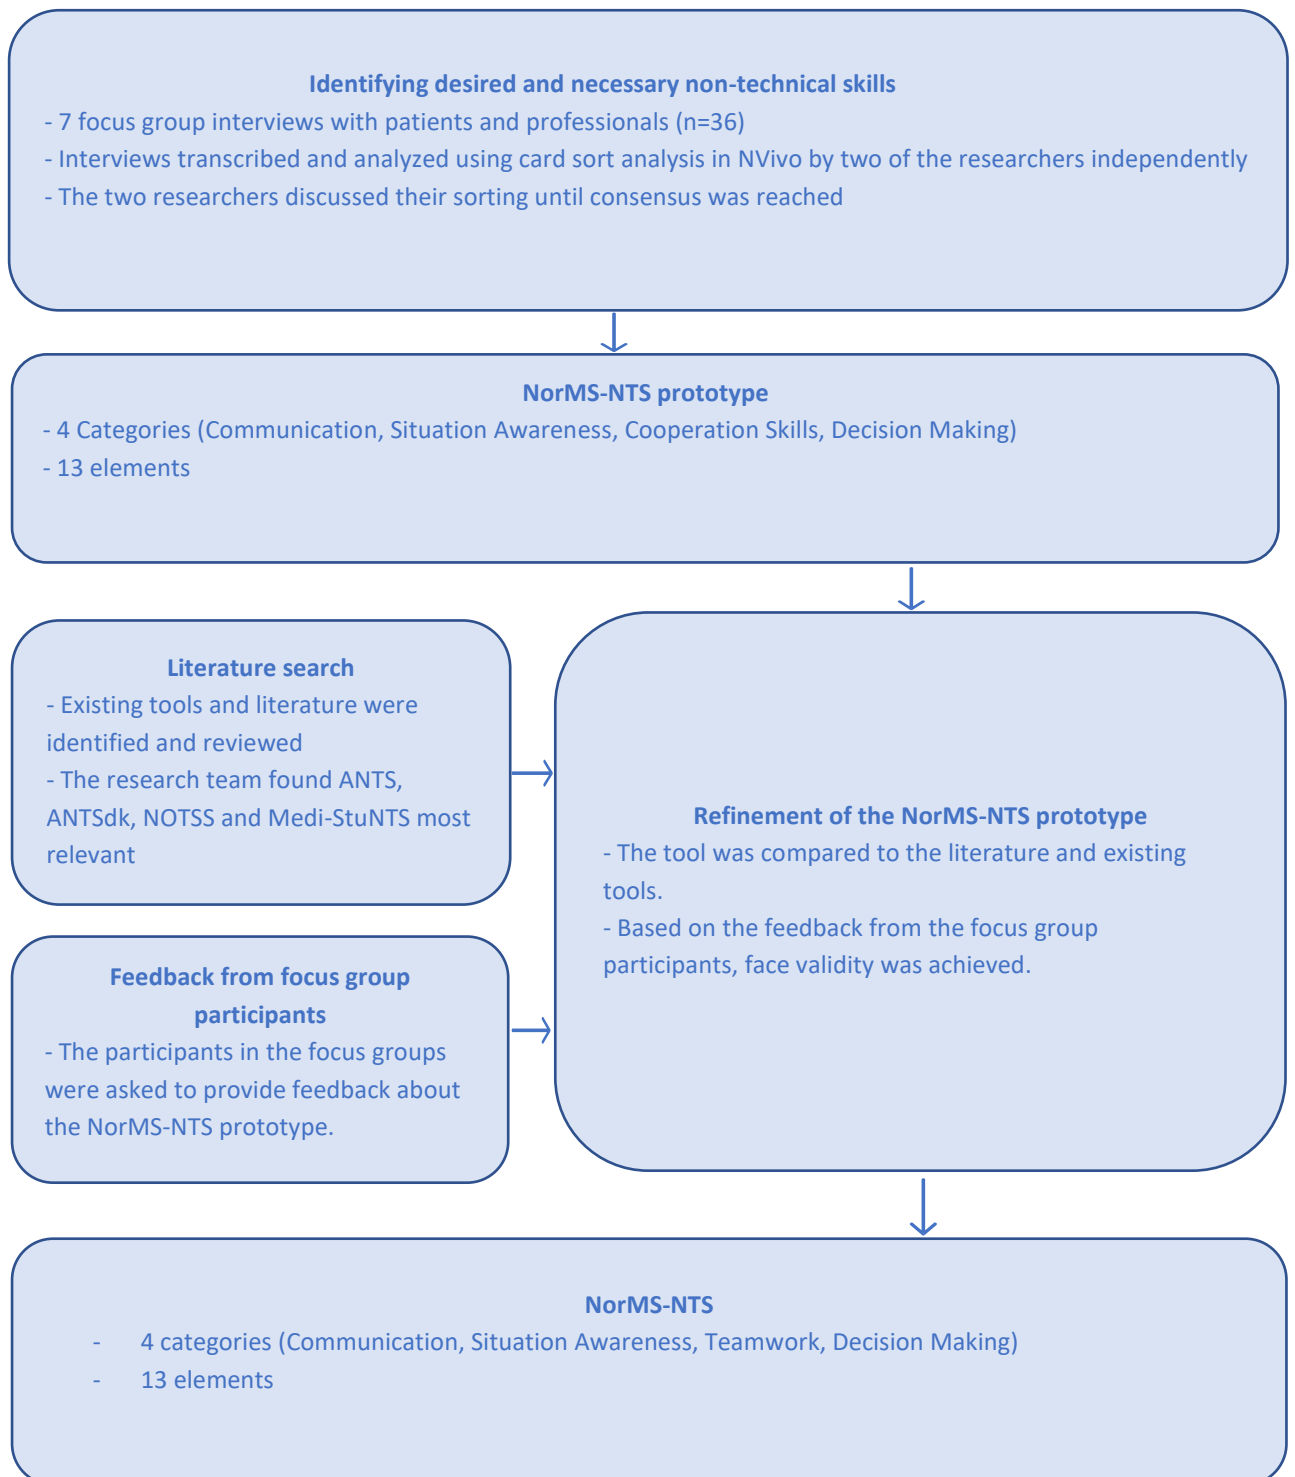 Identifying desired and necessary non-technical skills
- 7 focus group interviews with patients and professionals (n=36)
- Interviews transcribed and analyzed using card sort analysis in NVivo by two of the researchers independently
- The two researchers discussed their sorting until consensus was reached
NorMS-NTS prototype
- 4 Categories (Communication, Situation Awareness, Cooperation Skills, Decision Making)
- 13 elements
Literature search
- Existing tools and literature were
identified and reviewed
- The research team found ANTS,
ANTSdk, NOTSS and Medi-StuNTS most
relevant
Feedback from focus group
participants
- The participants in the focus groups
were asked to provide feedback about
the NorMS-NTS prototype.
Refinement of the NorMS-NTS prototype
- The tool was compared to the literature and existing
tools.
- Based on the feedback from the focus group
participants, face validity was achieved.
NorMS-NTS
- 4 categories (Communication, Situation Awareness, Teamwork, Decision Making)
- 13 elements